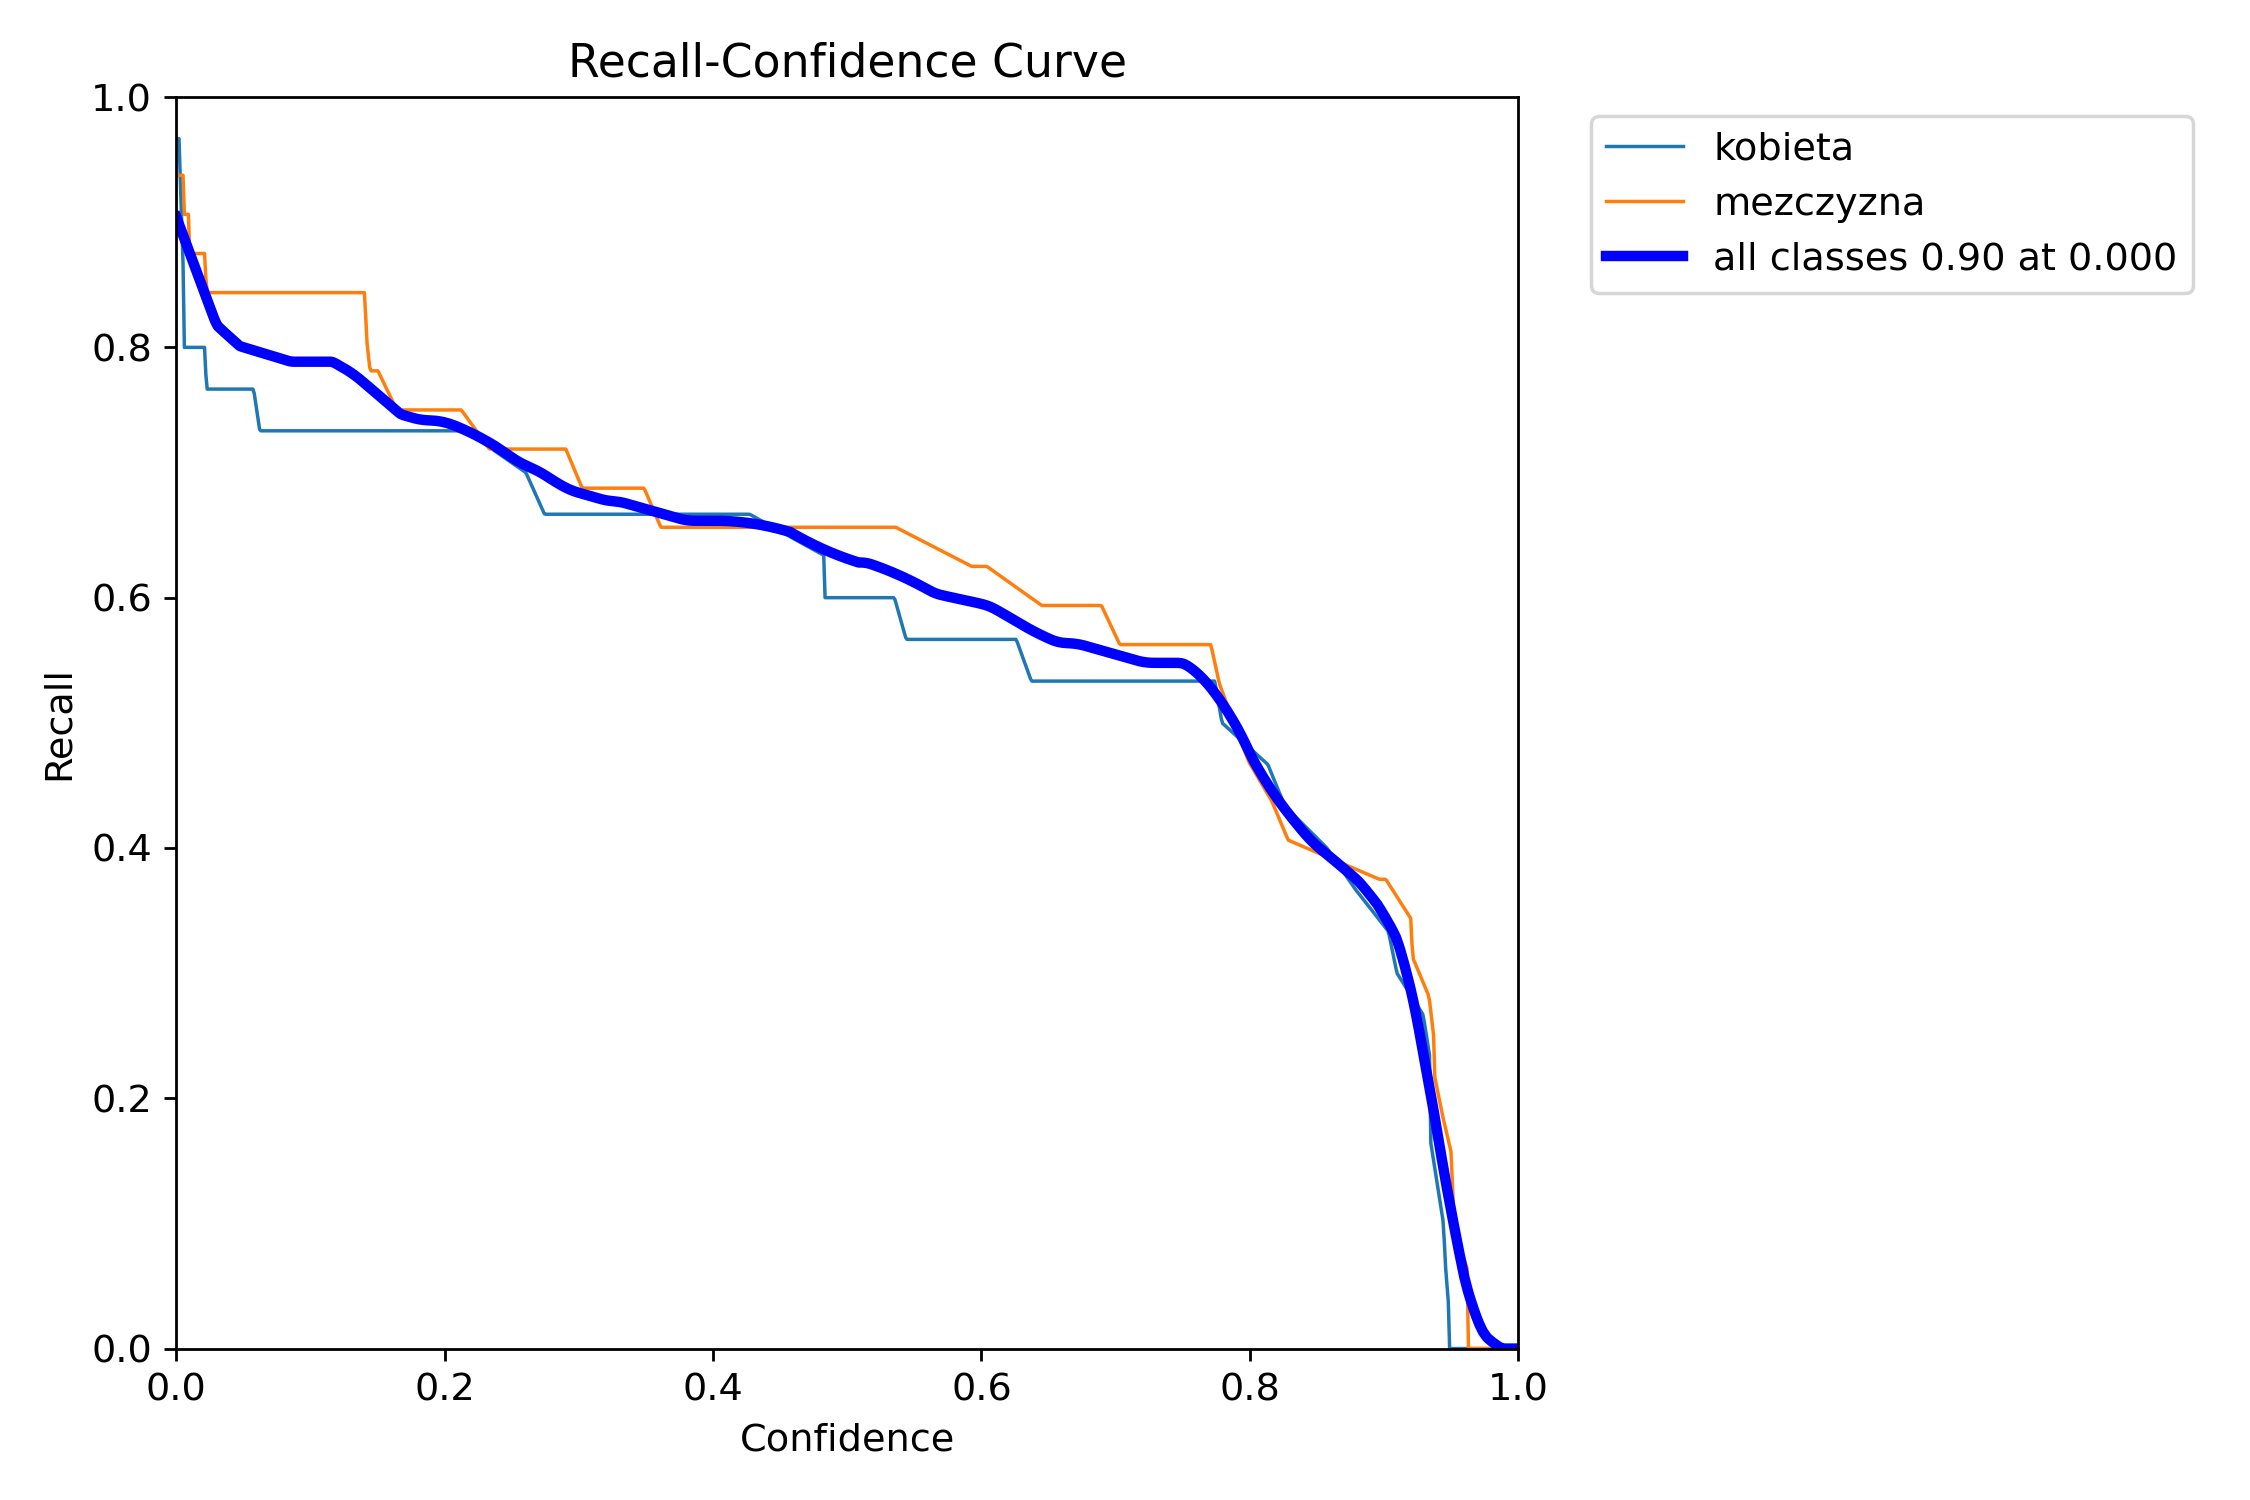 Recall-Confidence Curve
1.0
0.8
0.6
0.4
0.2
0.0
Recall
0.0 0.2 0.4 0.6 0.8 1.0
Confidence
kobieta
mezczyzna
all classes 0.90 at 0.000